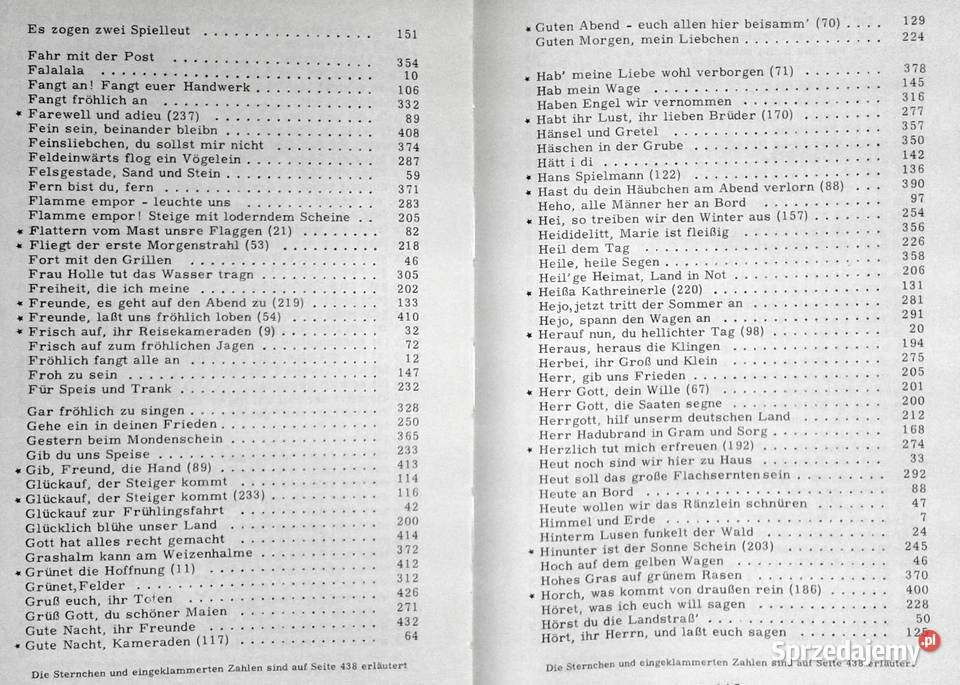 Es zogen zwei Spielleut . . . . . . . . . . . . . . 151
Fahr mit der Post . . . . . . . . . . . . . . . . 354
Falalala . . . . . . . . . . . . . . . . . . . . 10
Fangt an! Fangt euer Handwerk . . . . . . . . . . 106
Fangt fröhlich an . . . . . . . . . . . . . . . . 332
* Farewell und adieu (237) . . . . . . . . . . . . . 89
Fein sein, beinander bleibn . . . . . . . . . . . . 408
Feinsliebchen, du sollst mir nicht . . . . . . . . 374
Feldeinwärts flog ein Vögelein . . . . . . . . . . 287
Felsgestade, Sand und Stein . . . . . . . . . . . . 59
Fern bist du, fern . . . . . . . . . . . . . . . . 371
Flamme empor - leuchte uns . . . . . . . . . . . . 283
Flamme empor! Steige mit loderndem Scheine . . 205
* Flattern vom Mast unsre Flaggen (21) . . . . . . . 82
* Fliegt der erste Morgenstrahl (53) . . . . . . . . 218
Fort mit den Grillen . . . . . . . . . . . . . . . 46
Frau Holle tut das Wasser tragn . . . . . . . . . . 305
Freiheit, die ich meine . . . . . . . . . . . . . . 202
* Freunde, es geht auf den Abend zu (219) . . . . . . 133
* Freunde, laßt uns fröhlich loben (54) . . . . . . . 410
* Frisch auf, ihr Reisekameraden (9) . . . . . . . . 32
Frisch auf zum fröhlichen Jagen . . . . . . . . . . 72
Fröhlich fangt alle an . . . . . . . . . . . . . . 12
Froh zu sein . . . . . . . . . . . . . . . . . . . 147
Für Speis und Trank . . . . . . . . . . . . . . . . 232
Gar fröhlich zu singen . . . . . . . . . . . . . . 328
Gehe ein in deinen Frieden . . . . . . . . . . . . 250
Gestern beim Mondenschein . . . . . . . . . . . . . 365
Gib du uns Speise . . . . . . . . . . . . . . . . . 233
* Gib, Freund, die Hand (89) . . . . . . . . . . . . 413
Glückauf, der Steiger kommt . . . . . . . . . . . . 114
* Glückauf, der Steiger kommt (233) . . . . . . . . . 116
Glückauf zur Frühlingsfahrt . . . . . . . . . . . . 42
Glücklich blühe unser Land . . . . . . . . . . . . 200
Gott hat alles recht gemacht . . . . . . . . . . . 414
Grashalm kann am Weizenhalme . . . . . . . . . . . 372
* Grünet die Hoffnung (11) . . . . . . . . . . . . . 412
Grünet,Felder . . . . . . . . . . . . . . . . . . . 312
Gruß euch, ihr Toten . . . . . . . . . . . . . . . 426
Grüß Gott, du schöner Maien . . . . . . . . . . . . 271
Gute Nacht, ihr Freunde . . . . . . . . . . . . . . 432
* Gute Nacht, Kameraden (117) . . . . . . . . . . . . 64
Die Sternchen und eingeklammerten Zahlen sind auf Seite 438 erläutert
* Guten Abend - euch allen hier beisamm' (70) . . . . 129
Guten Morgen, mein Liebchen . . . . . . . . . . . . 224
* Hab' meine Liebe wohl verborgen (71) . . . . . . . 378
Hab mein Wage . . . . . . . . . . . . . . . . . . . 145
Haben Engel wir vernommen . . . . . . . . . . . . . 316
* Habt ihr Lust, ihr lieben Brüder (170) . . . . . . 277
Hänsel und Gretel . . . . . . . . . . . . . . . . . 357
Häschen in der Grube . . . . . . . . . . . . . . . 350
Hätt i di . . . . . . . . . . . . . . . . . . . . . 142
* Hans Spielmann (122) . . . . . . . . . . . . . . . 136
* Hast du dein Häubchen am Abend verlorn (88) . . . 390
Heho, alle Männer her an Bord . . . . . . . . . . . 97
* Hei, so treiben wir den Winter aus (157) . . . . . 254
Heididelitt, Marie ist fleißig . . . . . . . . . . 356
Heil dem Tag . . . . . . . . . . . . . . . . . . . 226
Heile, heile Segen . . . . . . . . . . . . . . . . 358
Heil'ge Heimat, Land in Not . . . . . . . . . . . . 206
* Heißa Kathreinerle (220) . . . . . . . . . . . . . 131
Hejo,jetzt tritt der Sommer an . . . . . . . . . . 281
Hejo, spann den Wagen an . . . . . . . . . . . . . 291
* Herauf nun, du hellichter Tag (98) . . . . . . . . 20
Heraus, heraus die Klingen . . . . . . . . . . . . 194
Herbei, ihr Groß und Klein . . . . . . . . . . . . 275
Herr, gib uns Frieden . . . . . . . . . . . . . . . 205
* Herr Gott, dein Wille (67) . . . . . . . . . . . . 201
Herr Gott, die Saaten segne . . . . . . . . . . . . 200
Herrgott, hilf unserm deutschen Land . . . . . . . 212
Herr Hadubrand in Gram und Sorg . . . . . . . . . . 168
* Herzlich tut mich erfreuen (192) . . . . . . . . . 274
Heut noch sind wir hier zu Haus . . . . . . . . . . 33
Heut soll das große Flachsernten sein . . . . . . . 292
Heute an Bord . . . . . . . . . . . . . . . . . . . 88
Heute wollen wir das Ränzlein schnüren . . . . . . 47
Himmel und Erde . . . . . . . . . . . . . . . . . . 7
Hinterm Lusen funkelt der Wald . . . . . . . . . . 24
* Hinunter ist der Sonne Schein (203) . . . . . . . . 245
Hoch auf dem gelben Wagen . . . . . . . . . . . . . 46
Hohes Gras auf grünem Rasen . . . . . . . . . . . . 370
* Horch, was kommt von draußen rein (186) . . . . . . 400
Höret, was ich euch will sagen . . . . . . . . . . 228
Hörst du die Landstraß' . . . . . . . . . . . . . . 50
Hört, ihr Herrn, und laßt euch sagen . . . . . . . 125
Die Sternchen und eingeklammerten Zahlen sind auf Seite 438 erläutert
Sprzedajemy.pl